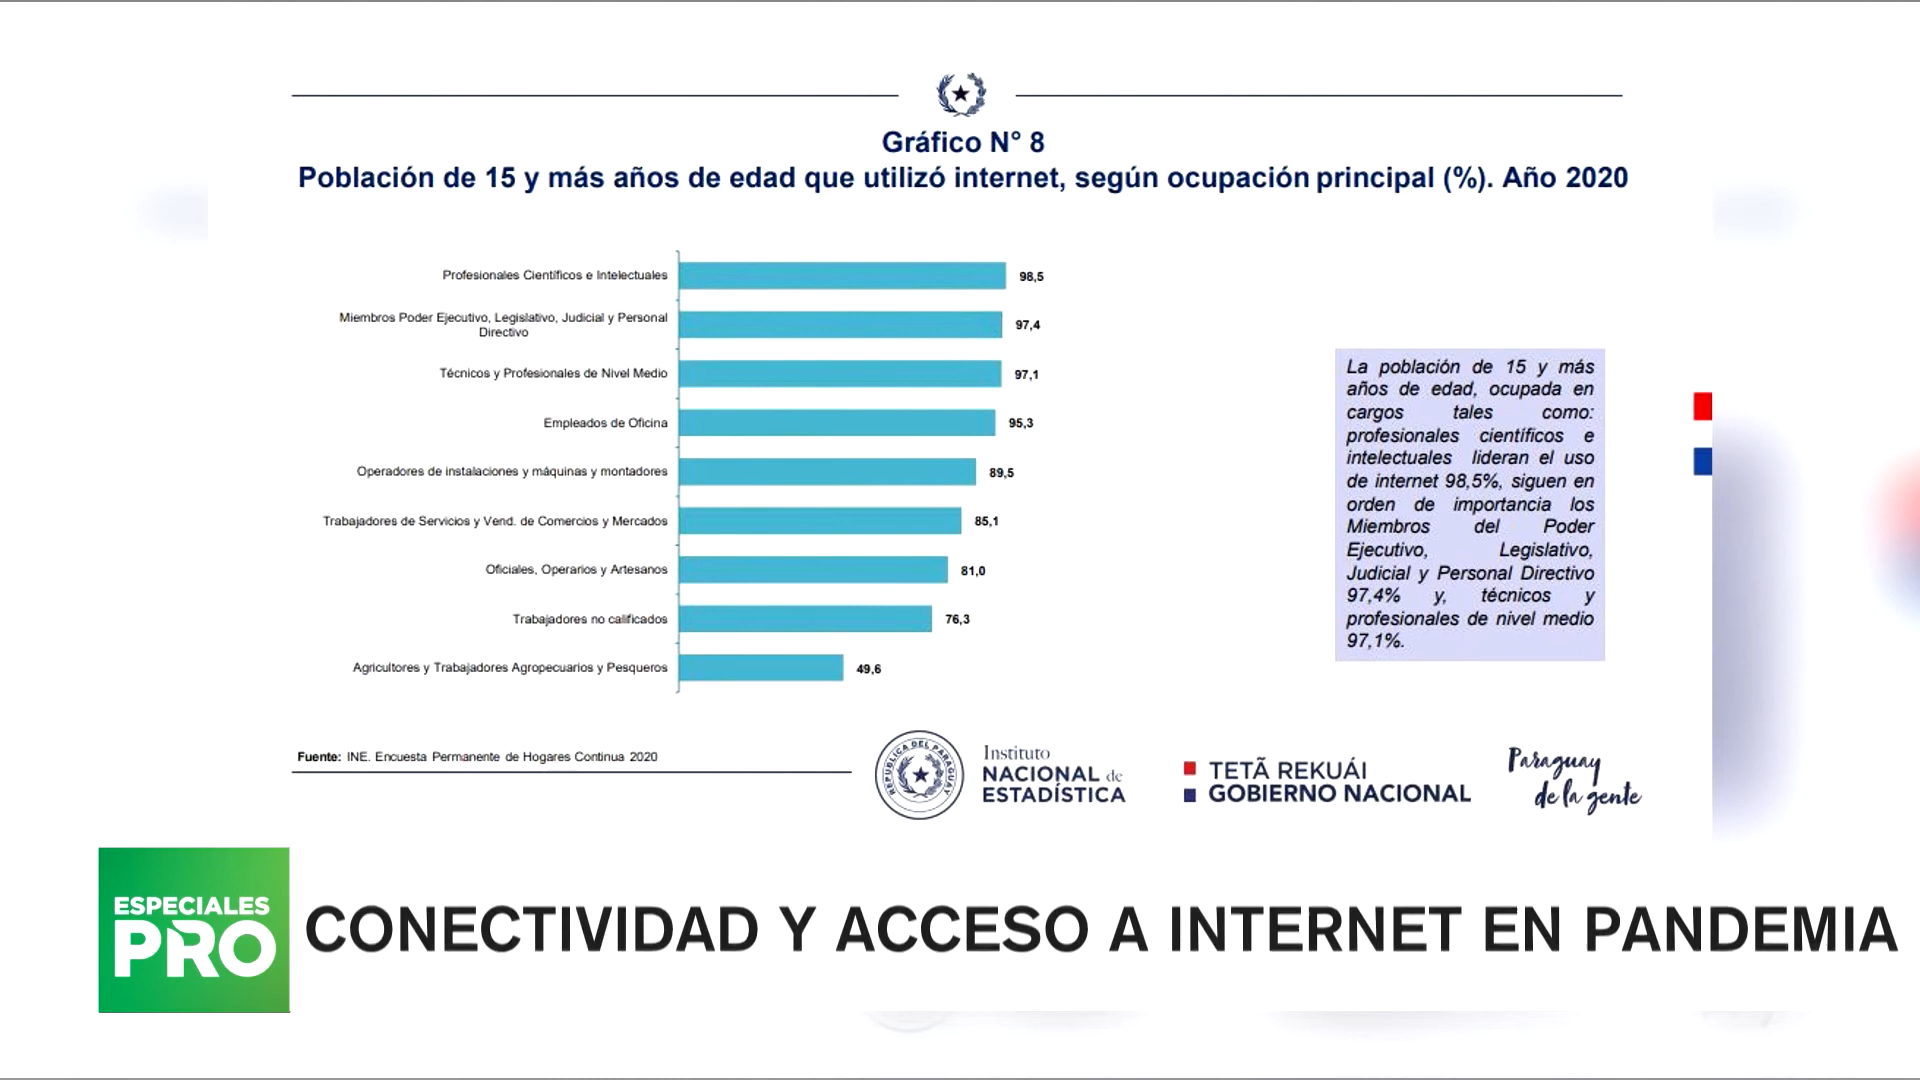 Gráfico N° 8
Población de 15 y más años de edad que utilizó internet, según ocupación principal (%). Año 2020
Profesionales Científicos e Intelectuales
98,5
Miembros Poder Ejecutivo, Legislativo, Judicial y Personal
Directivo
97,4
Técnicos y Profesionales de Nivel Medio
97,1
Empleados de Oficina
95,3
Operadores de instalaciones y máquinas y montadores
89,5
Trabajadores de Servicios y Vend. de Comercios y Mercados
85,1
Oficiales, Operarios y Artesanos
81,0
Trabajadores no calificados
76,3
Agricultores y Trabajadores Agropecuarios y Pesqueros
49,6
La población de 15 y más
años de edad, ocupada en
cargos tales como:
profesionales científicos e
intelectuales lideran el uso
de internet 98,5%, siguen en
orden de importancia los
Miembros del Poder
Ejecutivo, Legislativo,
Judicial y Personal Directivo
97,4% y, técnicos y
profesionales de nivel medio
97,1%.
Fuente: INE. Encuesta Permanente de Hogares Continua 2020
REPUBLICA DEL PARAGUAY
Instituto
NACIONAL de
ESTADÍSTICA
TETÃ REKUÁI
GOBIERNO NACIONAL
Paraguay
de la gente
ESPECIALES
PRO
CONECTIVIDAD Y ACCESO A INTERNET EN PANDEMIA